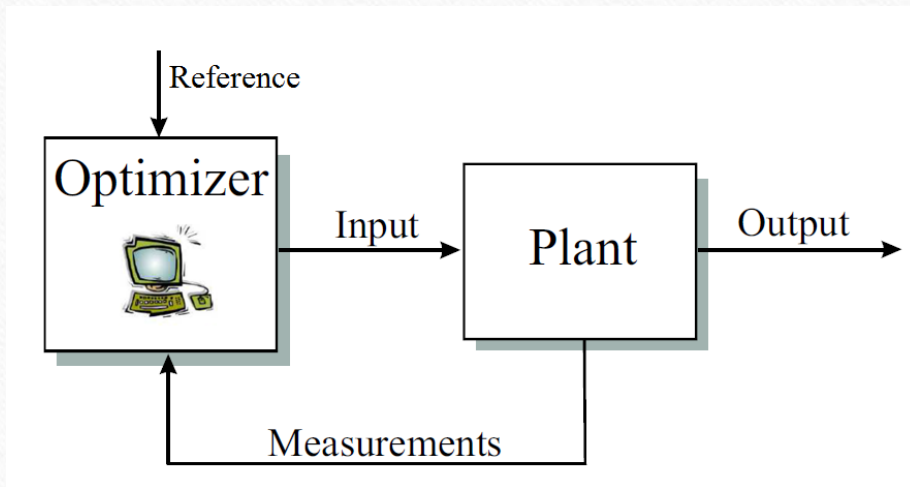 Reference
Optimizer
Input
Plant
Output
Measurements